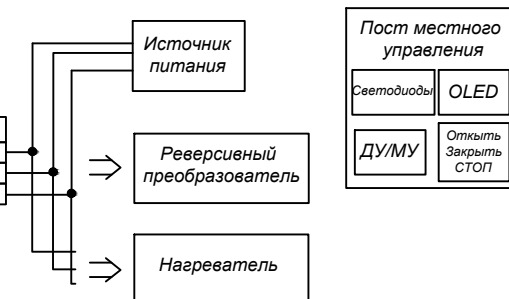 Источник
питания
Реверсивный
преобразователь
Нагреватель
Пост местного
управления
Светодиоды
OLED
ДУ/МУ
Откыть
Закрыть
СТОП